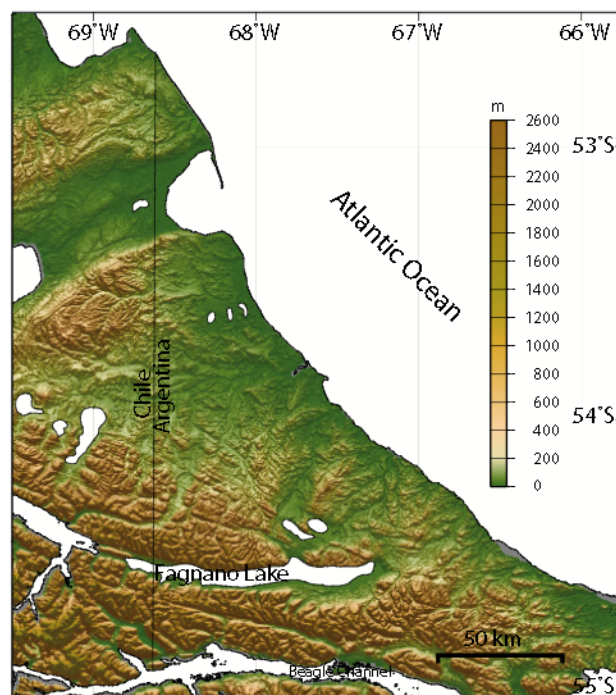 69°W 68°W 67°W 66°W
m
2600
2400
2200
2000
1800
1600
1400
1200
1000
800
600
400
200
0
53°S
Atlantic Ocean
Chile
Argentina
54°S
Fagnano Lake
50 km
Beagle Channel
55°S